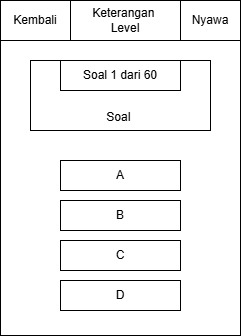 Kembali
Keterangan
Level
Nyawa
Soal 1 dari 60
Soal
A
B
C
D